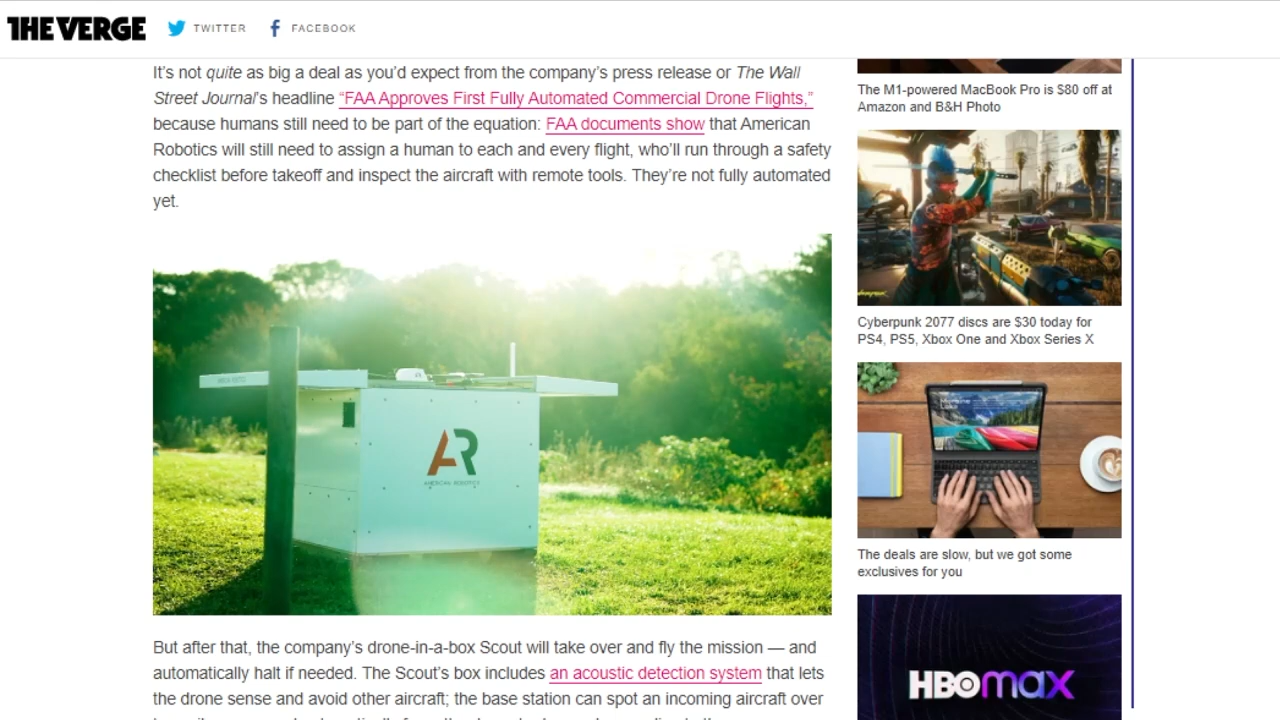 THE VERGE
TWITTER
FACEBOOK
It's not quite as big a deal as you'd expect from the company's press release or The Wall
Street Journal's headline “FAA Approves First Fully Automated Commercial Drone Flights,”
because humans still need to be part of the equation: FAA documents show that American
Robotics will still need to assign a human to each and every flight, who'll run through a safety
checklist before takeoff and inspect the aircraft with remote tools. They're not fully automated
yet.
AR
AMERICAN ROBOTICS
But after that, the company's drone-in-a-box Scout will take over and fly the mission — and
automatically halt if needed. The Scout's box includes an acoustic detection system that lets
the drone sense and avoid other aircraft; the base station can spot an incoming aircraft over
The M1-powered MacBook Pro is $80 off at
Amazon and B&H Photo
Cyberpunk 2077 discs are $30 today for
PS4, PS5, Xbox One and Xbox Series X
The deals are slow, but we got some
exclusives for you
HBOmax